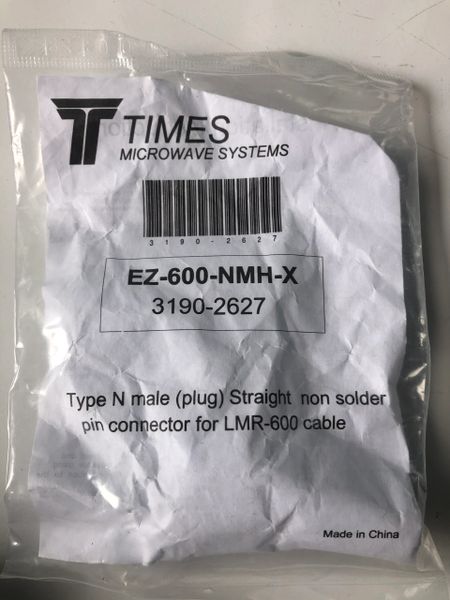 TIMES
MICROWAVE SYSTEMS
3190-2627
EZ-600-NMH-X
3190-2627
Type N male (plug) Straight non solder
pin connector for LMR-600 cable
Made in China